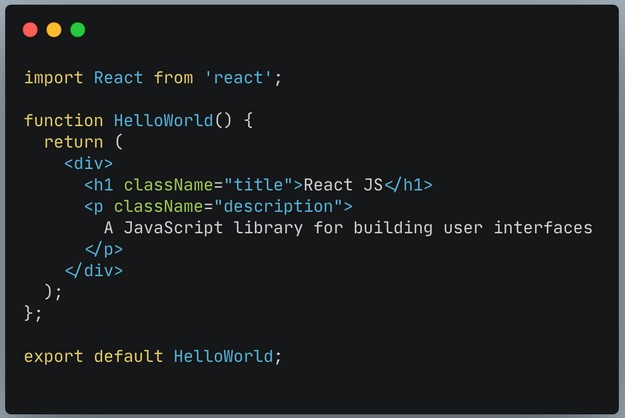 import React from 'react';

function HelloWorld() {
  return (
    <div>
      <h1 className="title">React JS</h1>
      <p className="description">
        A JavaScript library for building user interfaces
      </p>
    </div>
  );
};

export default HelloWorld;